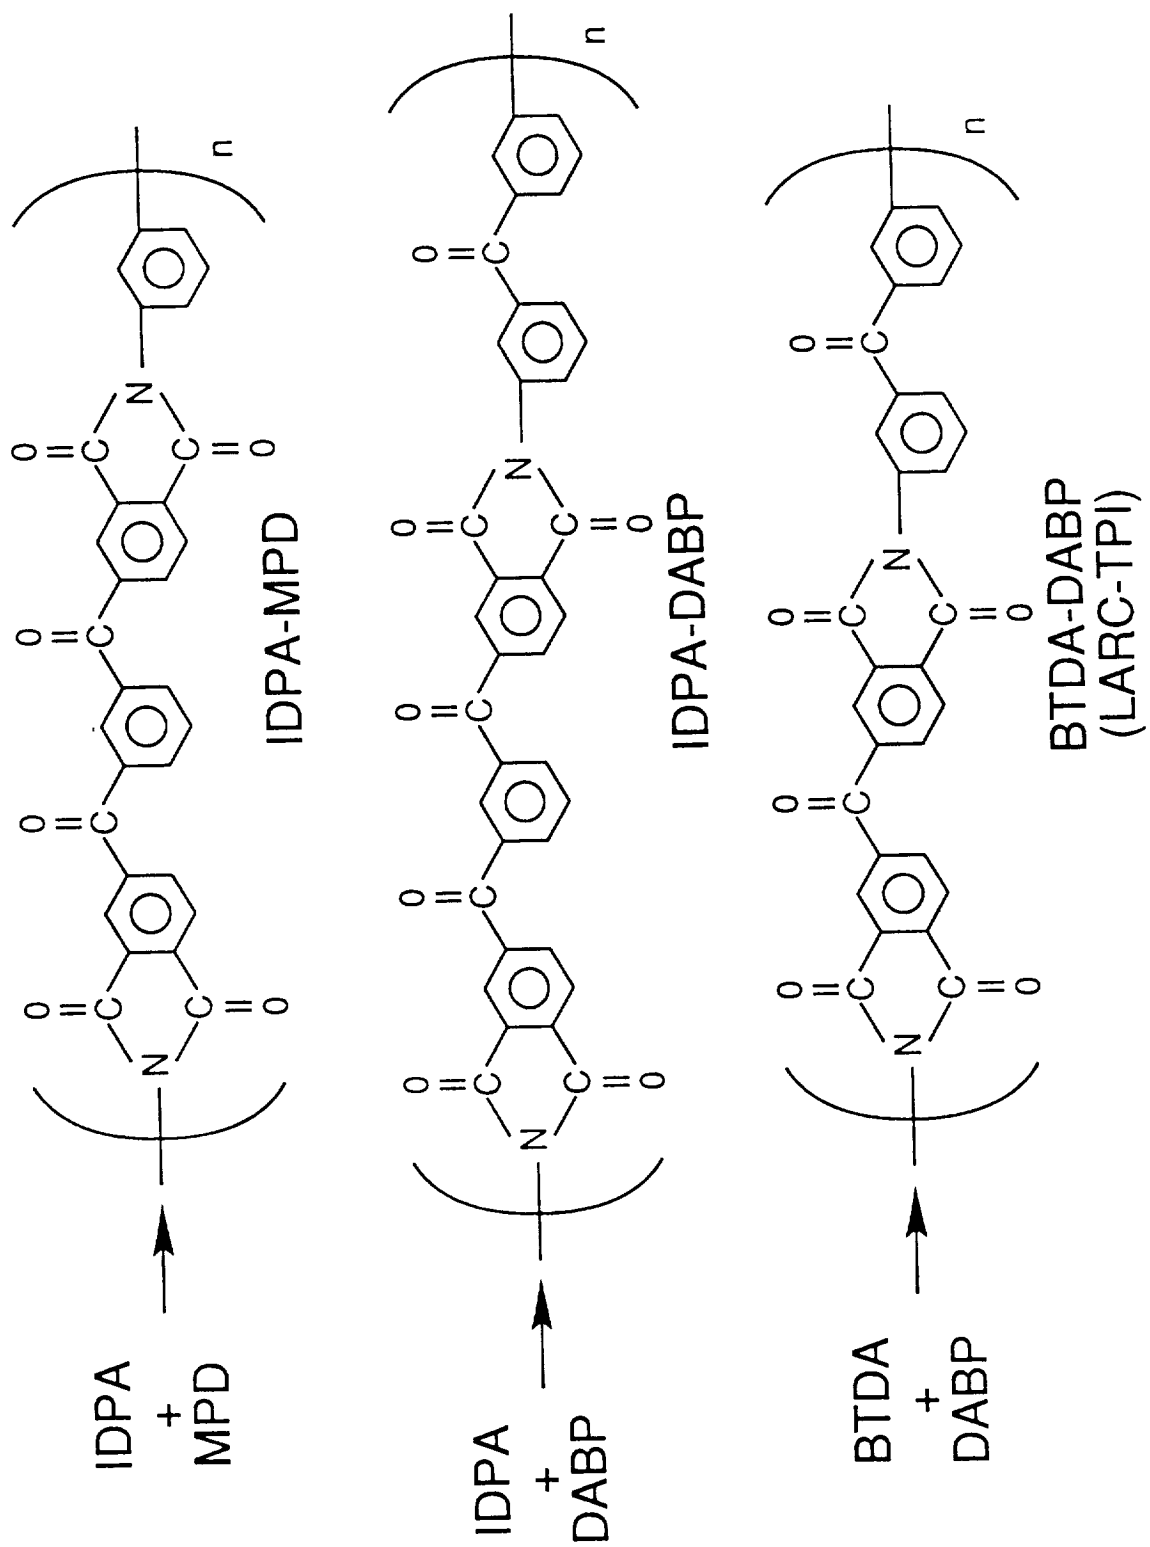 IDPA
+
MPD
O O O O
C C C C
N N
C C
O O
n
IDPA-MPD
IDPA
+
DABP
O O O O O
C C C C C
N N
C C
O O
n
IDPA-DABP
BTDA
+
DABP
O O O O
C C C C
N N
C C
O O
n
BTDA-DABP
(LARC-TPI)